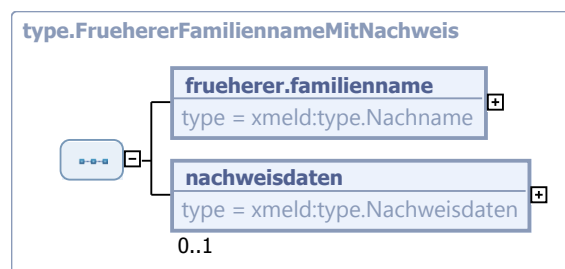 type.FruehererFamiliennameMitNachweis
frueherer.familienname
type = xmeld:type.Nachname
nachweisdaten
type = xmeld:type.Nachweisdaten
0..1